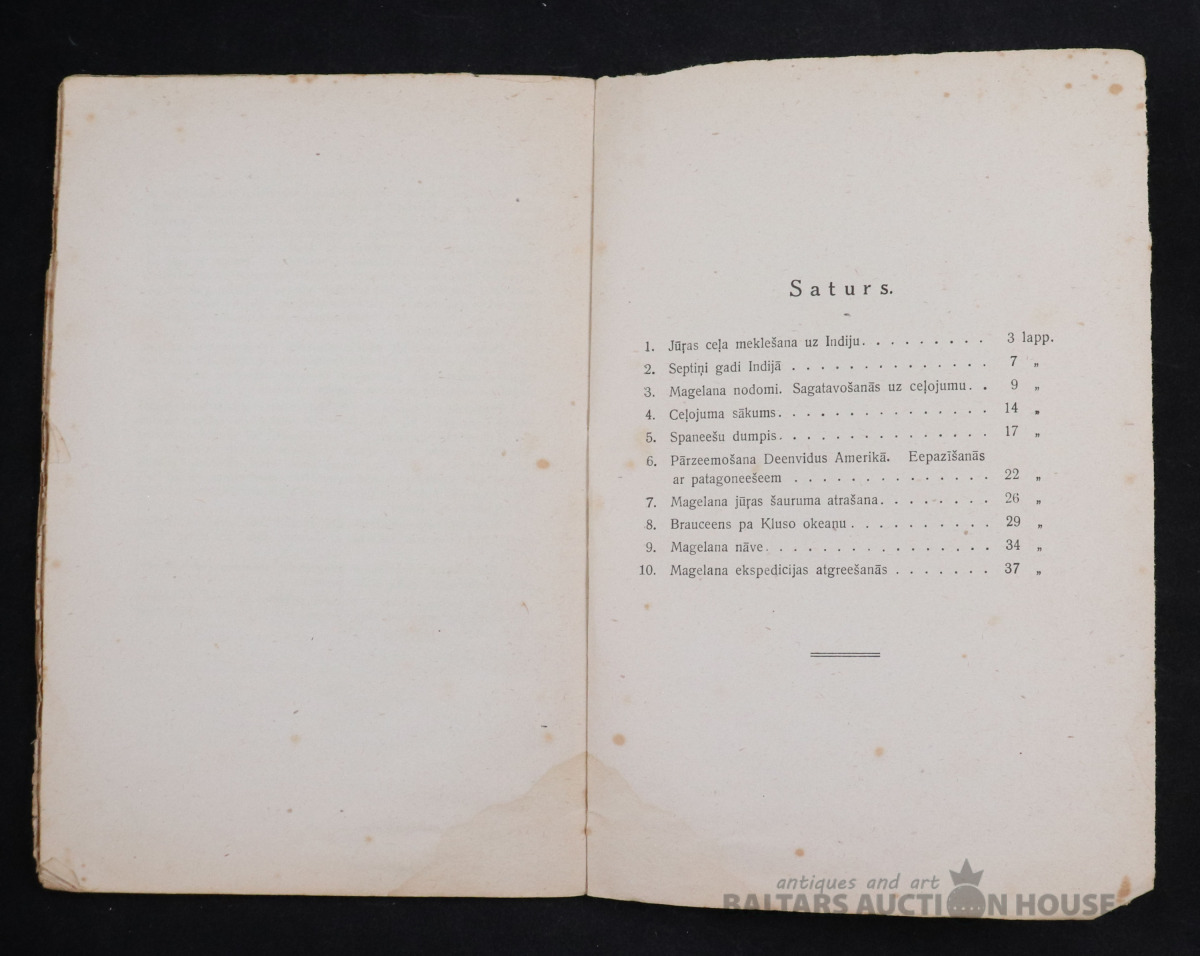 Saturs.
1. Jūŗas ceļa meklešana uz Indiju. . . . . . . . . 3 lapp.
2. Septiņi gadi Indijā . . . . . . . . . . . . . . 7 „
3. Magelana nodomi. Sagatavošanās uz ceļojumu. . 9 „
4. Ceļojuma sākums. . . . . . . . . . . . . . . 14 „
5. Spaneešu dumpis. . . . . . . . . . . . . . . 17 „
6. Pārzeemošana Deenvidus Amerikā. Eepazīšanās
ar patagoneešeem . . . . . . . . . . . . . . 22 „
7. Magelana jūŗas šauruma atrašana. . . . . . . . 26 „
8. Brauceens pa Kluso okeaņu . . . . . . . . . . 29 „
9. Magelana nāve. . . . . . . . . . . . . . . . 34 „
10. Magelana ekspedicijas atgreešanās . . . . . . . 37 „
antiques and art
BALTARS AUCTION HOUSE